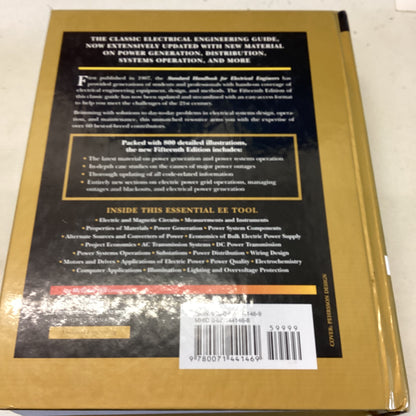 THE CLASSIC ELECTRICAL ENGINEERING GUIDE,
NOW EXTENSIVELY UPDATED WITH NEW MATERIAL
ON POWER GENERATION, DISTRIBUTION,
SYSTEMS OPERATION, AND MORE
First published in 1907, the Standard Handbook for Electrical Engineers has
provided generations of students and professionals with hands-on coverage of
electrical engineering equipment, design, and methods. The Fifteenth Edition of
this classic guide has now been updated and streamlined with an easy-access format
to help you meet the challenges of the 21st century.
Brimming with solutions to day-to-day problems in electrical systems design, opera-
tion, and maintenance, this unmatched resource arms you with the expertise of
over 60 best-of-breed contributors.
Packed with 800 detailed illustrations,
the new Fifteenth Edition includes:
• The latest material on power generation and power systems operation
• In-depth case studies on the causes of major power outages
• Thorough updating of all code-related information
• Entirely new sections on electric power grid operations, managing
outages and blackouts, and electrical power generation
INSIDE THIS ESSENTIAL EE TOOL
• Electric and Magnetic Circuits • Measurements and Instruments
• Properties of Materials • Power Generation • Power System Components
• Alternate Sources and Converters of Power • Economics of Bulk Electric Power Supply
• Project Economics • AC Transmission Systems • DC Power Transmission
• Power Systems Operations • Substations • Power Distribution • Wiring Design
Motors and Drives • Applications of Electric Power • Power Quality • Electrochemistry
• Computer Applications • Illumination • Lighting and Overvoltage Protection
59999
9 780071 441469
COVER: PEHRSSON DESIGN